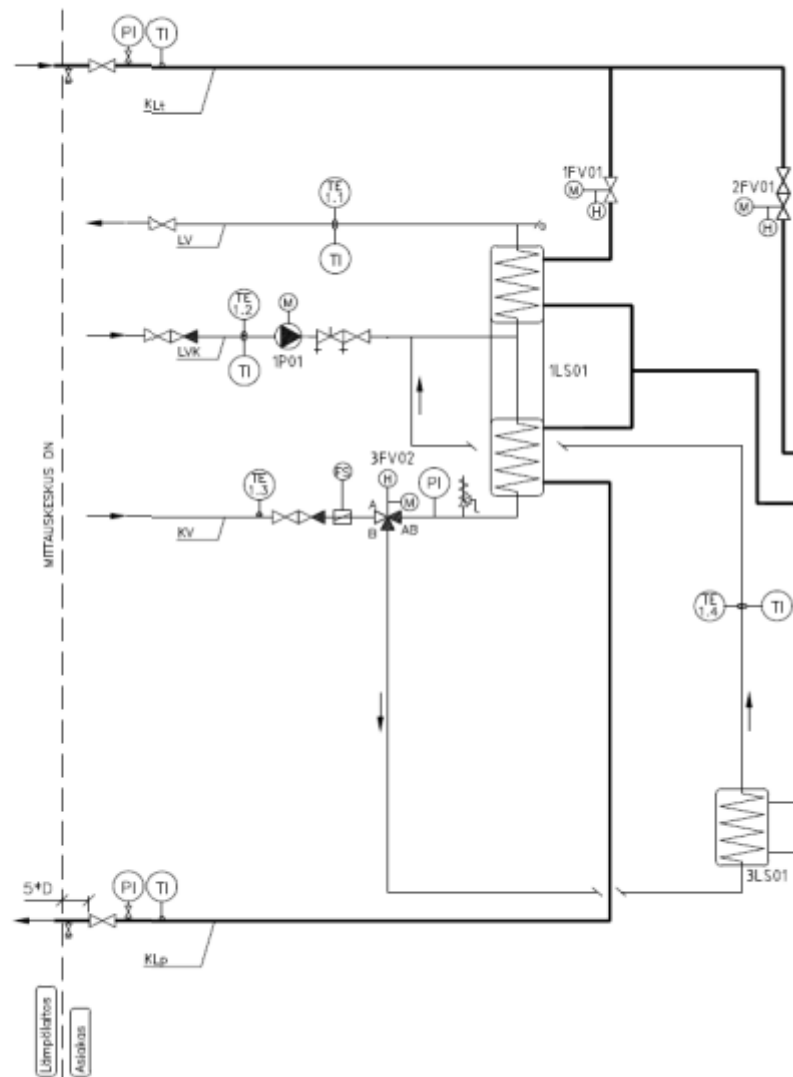 PI TI
KLt
1FV01
M
H
2FV01
M
H
TE
1.1
LV
TI
TE
1.2
M
LVK
TI
1P01
1LS01
3FV02
H
TE
1.3
FS
A
M
PI
KV
B
AB
MITTAUSKESKUS DN
TE
1.4
TI
3LS01
5*D
PI TI
KLp
Lämpölaitos
Asiakas